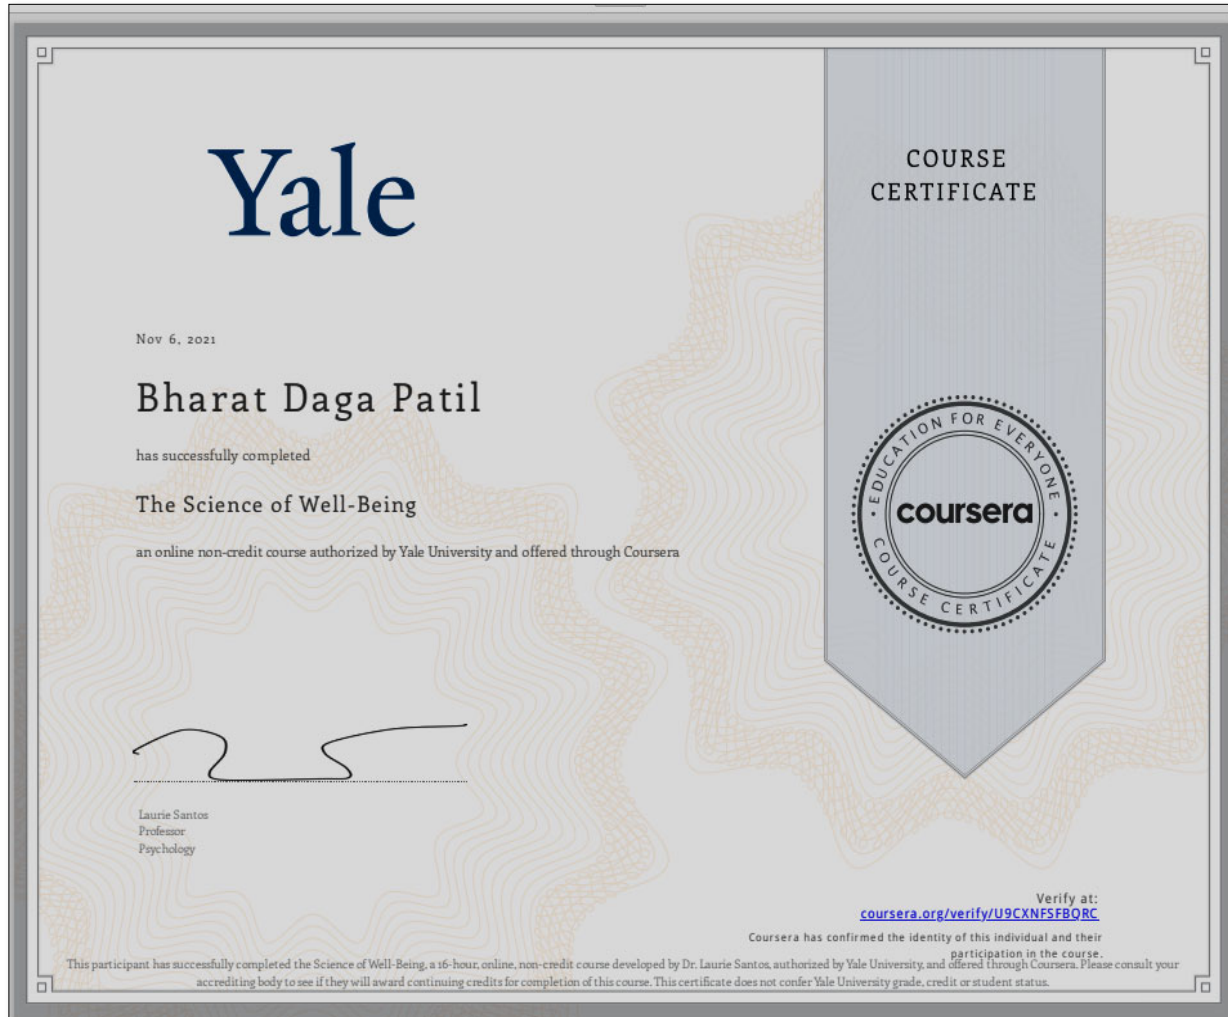 Yale
COURSE
CERTIFICATE
Nov 6, 2021
Bharat Daga Patil
has successfully completed
The Science of Well-Being
an online non-credit course authorized by Yale University and offered through Coursera
EDUCATION FOR EVERYONE
coursera
COURSE CERTIFICATE
Laurie Santos
Professor
Psychology
Verify at:
coursera.org/verify/U9CXNFSFBQRC
Coursera has confirmed the identity of this individual and their
participation in the course.
This participant has successfully completed the Science of Well-Being, a 16-hour, online, non-credit course developed by Dr. Laurie Santos, authorized by Yale University, and offered through Coursera. Please consult your
accrediting body to see if they will award continuing credits for completion of this course. This certificate does not confer Yale University grade, credit or student status.